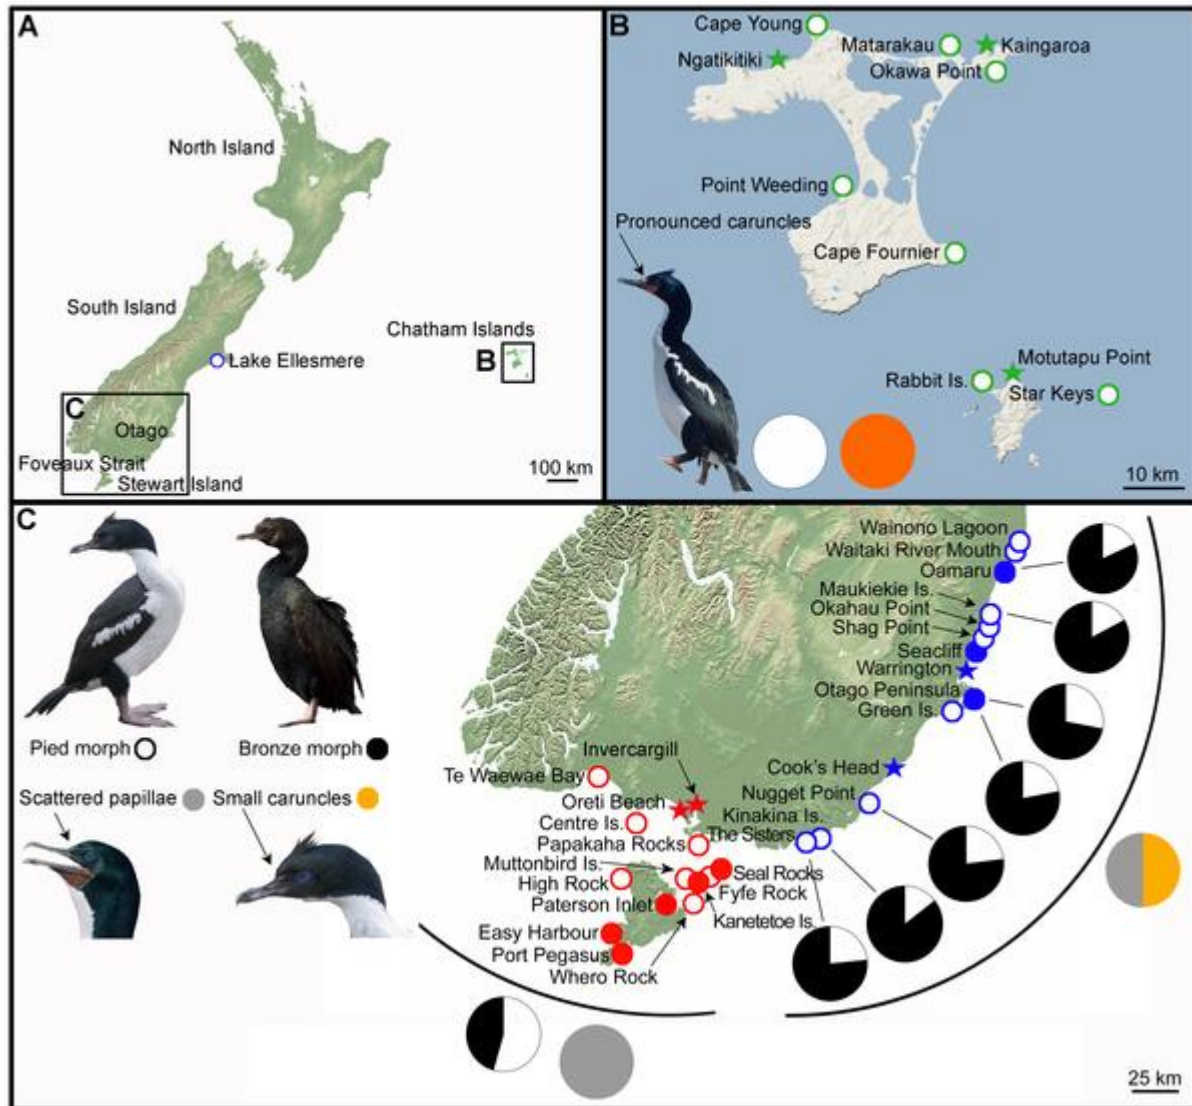 A
North Island
South Island
Chatham Islands
Lake Ellesmere
B
C
Otago
Foveaux Strait
Stewart Island
100 km
B
Cape Young
Matarakau
Kaingaroa
Ngatikitiki
Okawa Point
Point Weeding
Pronounced caruncles
Cape Fournier
Motutapu Point
Rabbit Is.
Star Keys
10 km
C
Pied morph
Bronze morph
Scattered papillae
Small caruncles
Wainono Lagoon
Waitaki River Mouth
Oamaru
Maukiekie Is.
Okahau Point
Shag Point
Seacliff
Warrington
Otago Peninsula
Green Is.
Invercargill
Te Waewae Bay
Cook's Head
Oreti Beach
Nugget Point
Centre Is.
Kinakina Is.
The Sisters
Papakaha Rocks
Muttonbird Is.
Seal Rocks
High Rock
Fyfe Rock
Paterson Inlet
Kanetetoe Is.
Easy Harbour
Port Pegasus
Whero Rock
25 km